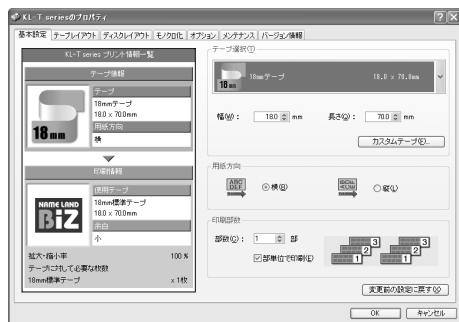 KL-T seriesのプロパティ
基本設定 テープレイアウト ディスクレイアウト モノクロ化 オプション メンテナンス バージョン情報
KL-T series プリント情報一覧
テープ情報
テープ
18mmテープ
18.0 x 70.0mm
用紙方向
横
18mm
印刷情報
使用テープ
18mm標準テープ
18.0 x 70.0mm
余白
小
NAME LAND
BiZ
拡大・縮小率 100 %
テープに対して必要な枚数
18mm標準テープ x 1枚
テープ選択(T)
18mm
18mmテープ 18.0 x 70.0mm
幅(W): 18.0 mm 長さ(Q): 70.0 mm
カスタムテープ(E)...
用紙方向
ABC
DEF
横(R)
縦(L)
印刷部数
部数(C): 1 部
部単位で印刷(E)
1 2 3
1 2 3
変更前の設定に戻す(X)
OK キャンセル